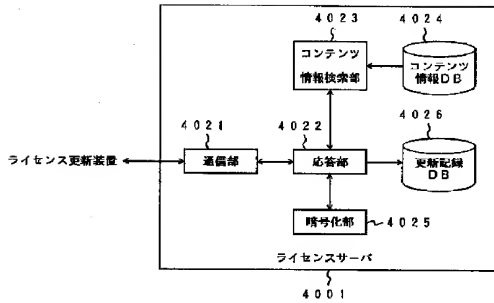 4023
4024
コンテンツ
情報検索部
コンテンツ
情報DB
4021
4022
4026
ライセンス更新装置
通信部
応答部
更新記録
DB
暗号化部
4025
ライセンスサーバ
4001